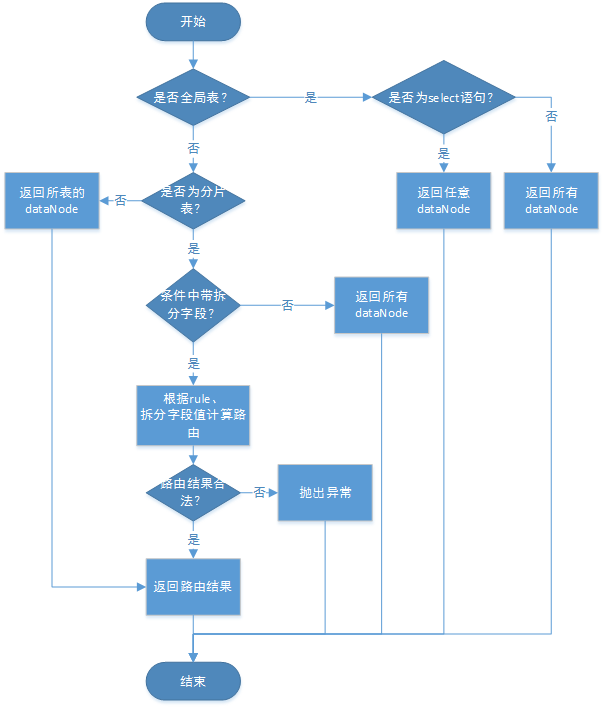 开始
是否全局表？
是
是否为select语句？
否
否
是
返回所表的
dataNode
否
是否为分片
表？
返回任意
dataNode
返回所有
dataNode
是
条件中带拆
分字段？
否
返回所有
dataNode
是
根据rule、
拆分字段值计算路
由
路由结果合
法？
否
抛出异常
是
返回路由结果
结束